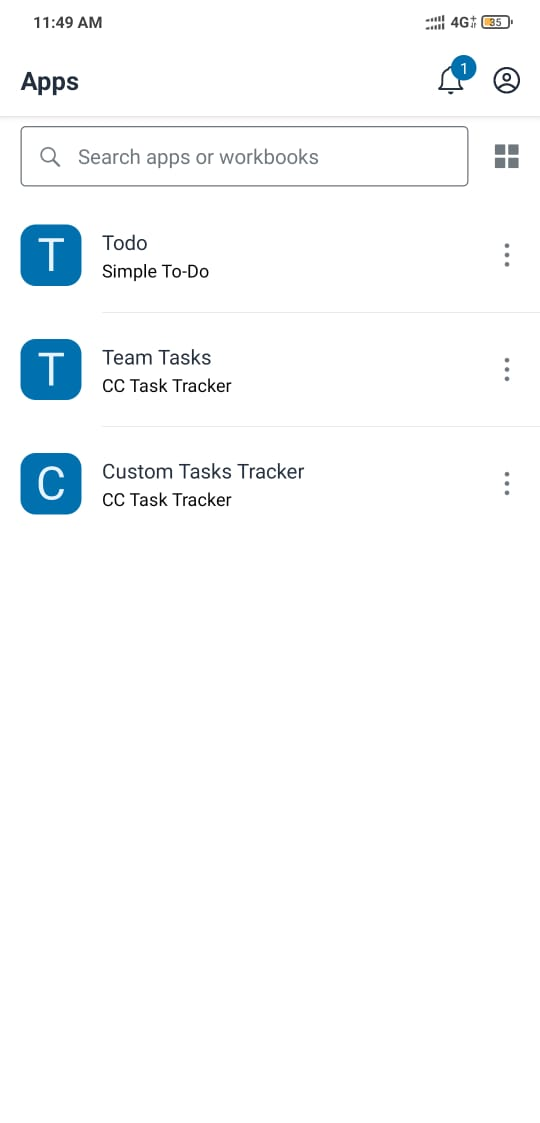 11:49 AM
4G
35
Apps
1
Search apps or workbooks
T
Todo
Simple To-Do
T
Team Tasks
CC Task Tracker
C
Custom Tasks Tracker
CC Task Tracker